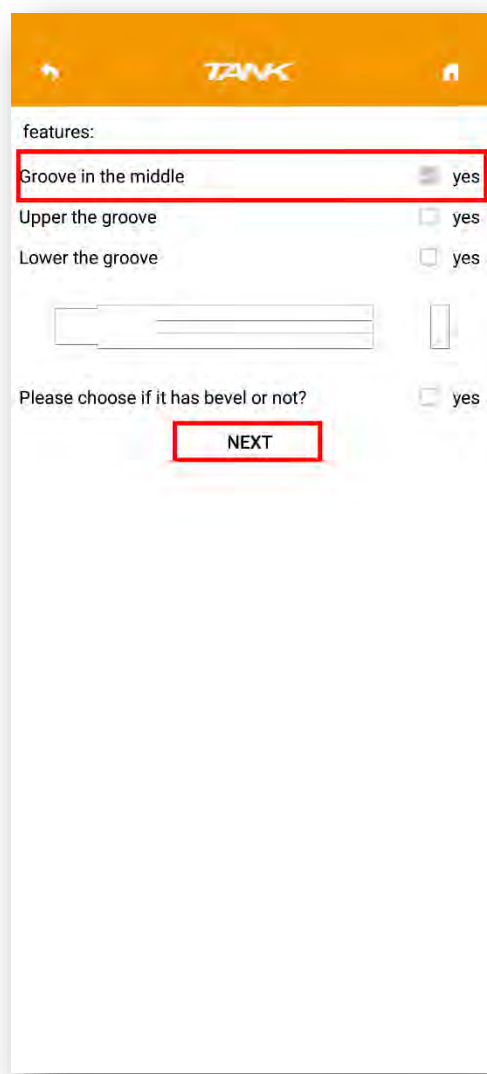 TANK
features:
Groove in the middle yes
Upper the groove yes
Lower the groove yes
Please choose if it has bevel or not? yes
NEXT